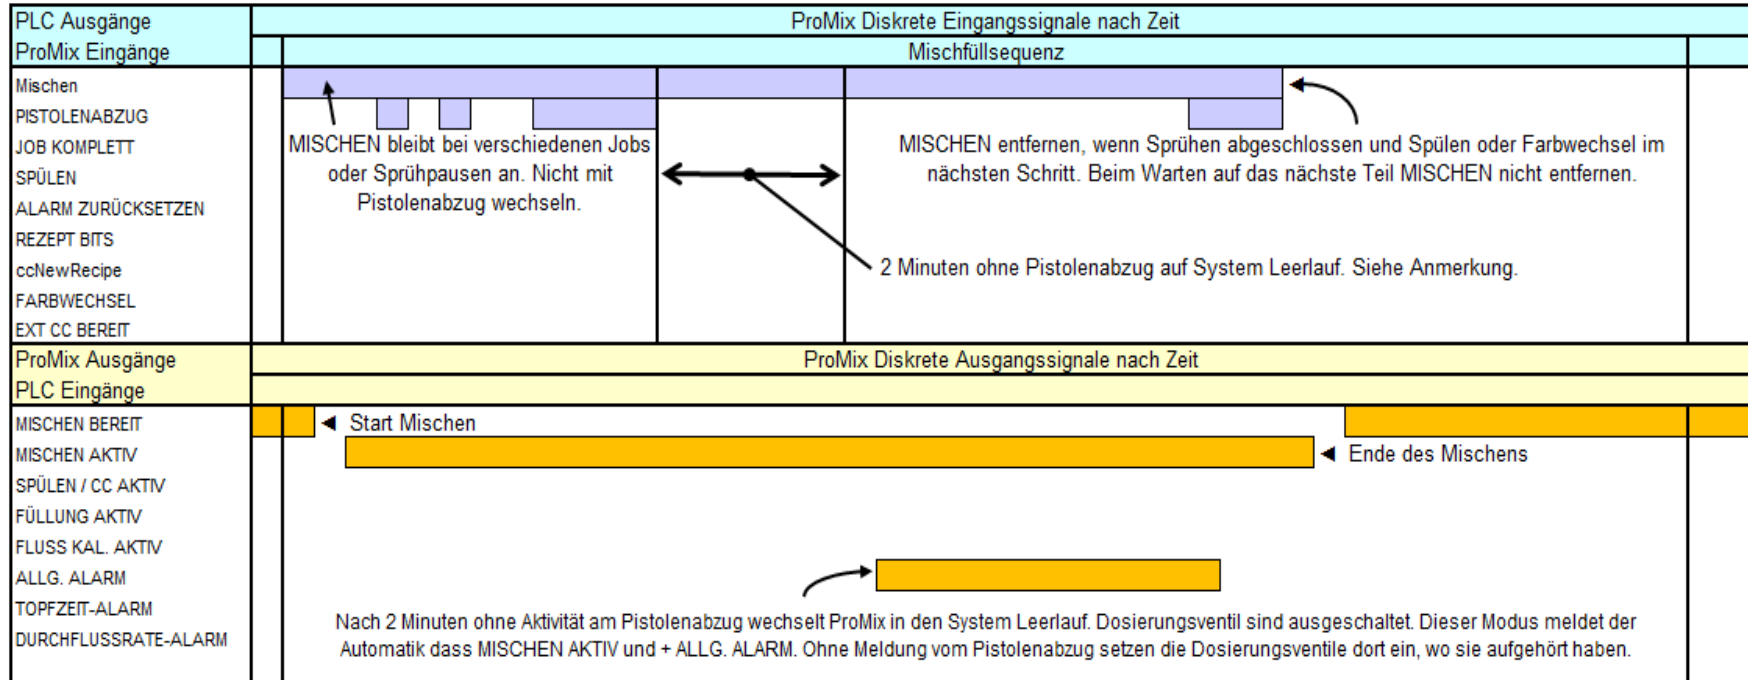 PLC Ausgänge
ProMix Diskrete Eingangssignale nach Zeit
ProMix Eingänge
Mischfüllsequenz
Mischen
PISTOLENABZUG
JOB KOMPLETT
SPÜLEN
ALARM ZURÜCKSETZEN
REZEPT BITS
ccNewRecipe
FARBWECHSEL
EXT CC BEREIT
MISCHEN bleibt bei verschiedenen Jobs
oder Sprühpausen an. Nicht mit
Pistolenabzug wechseln.
MISCHEN entfernen, wenn Sprühen abgeschlossen und Spülen oder Farbwechsel im
nächsten Schritt. Beim Warten auf das nächste Teil MISCHEN nicht entfernen.
2 Minuten ohne Pistolenabzug auf System Leerlauf. Siehe Anmerkung.
ProMix Ausgänge
ProMix Diskrete Ausgangssignale nach Zeit
PLC Eingänge
MISCHEN BEREIT
Start Mischen
MISCHEN AKTIV
Ende des Mischens
SPÜLEN / CC AKTIV
FÜLLUNG AKTIV
FLUSS KAL. AKTIV
ALLG. ALARM
TOPFZEIT-ALARM
DURCHFLUSSRATE-ALARM
Nach 2 Minuten ohne Aktivität am Pistolenabzug wechselt ProMix in den System Leerlauf. Dosierungsventil sind ausgeschaltet. Dieser Modus meldet der
Automatik dass MISCHEN AKTIV und + ALLG. ALARM. Ohne Meldung vom Pistolenabzug setzen die Dosierungsventile dort ein, wo sie aufgehört haben.